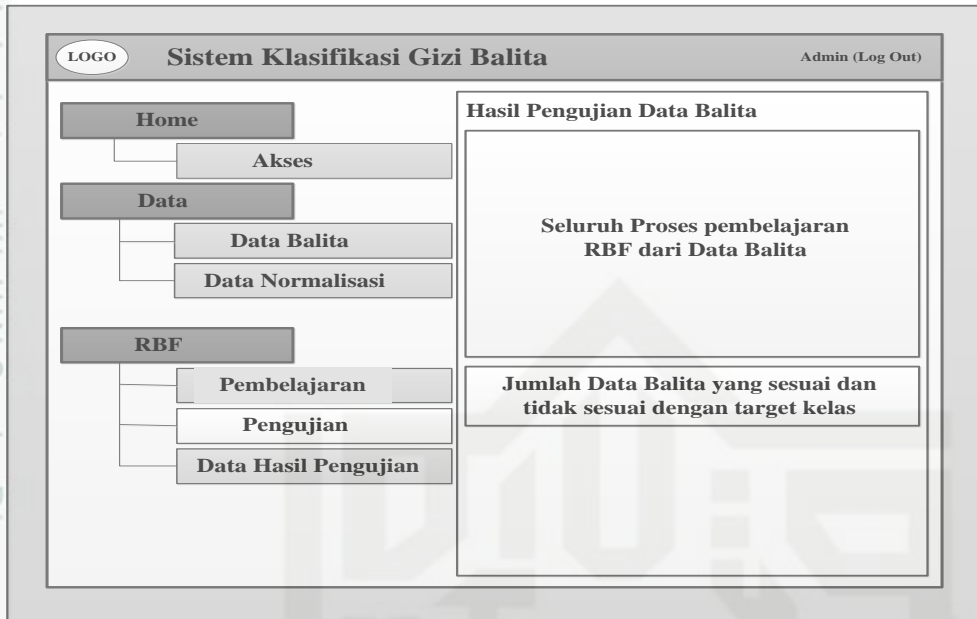 LOGO
Sistem Klasifikasi Gizi Balita
Admin (Log Out)
Home
Akses
Data
Data Balita
Data Normalisasi
RBF
Pembelajaran
Pengujian
Data Hasil Pengujian
Hasil Pengujian Data Balita
Seluruh Proses pembelajaran
RBF dari Data Balita
Jumlah Data Balita yang sesuai dan
tidak sesuai dengan target kelas